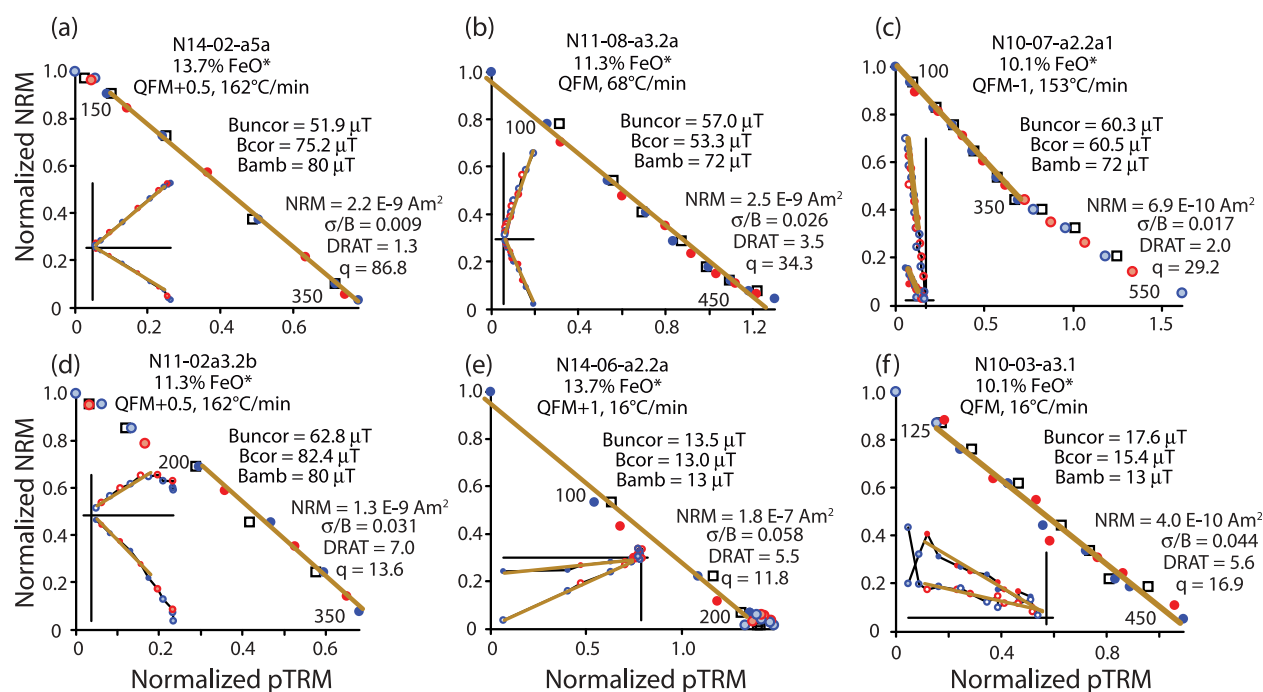 (a)
N14-02-a5a
13.7% FeO*
QFM+0.5, 162°C/min
1.0
0.8
0.6
0.4
0.2
0
150
Buncor = 51.9 μT
Bcor = 75.2 μT
Bamb = 80 μT
NRM = 2.2 E-9 Am²
σ/B = 0.009
DRAT = 1.3
q = 86.8
350
0
0.2
0.4
0.6
Normalized NRM
(b)
N11-08-a3.2a
11.3% FeO*
QFM, 68°C/min
1.0
0.8
0.6
0.4
0.2
0
100
Buncor = 57.0 μT
Bcor = 53.3 μT
Bamb = 72 μT
NRM = 2.5 E-9 Am²
σ/B = 0.026
DRAT = 3.5
q = 34.3
450
0
0.2
0.4
0.6
0.8
1.0
1.2
(c)
N10-07-a2.2a1
10.1% FeO*
QFM-1, 153°C/min
1.0
0.8
0.6
0.4
0.2
0
100
Buncor = 60.3 μT
Bcor = 60.5 μT
Bamb = 72 μT
350
NRM = 6.9 E-10 Am²
σ/B = 0.017
DRAT = 2.0
q = 29.2
550
0
0.5
1.0
1.5
(d)
N11-02a3.2b
11.3% FeO*
QFM+0.5, 162°C/min
1.0
0.8
0.6
0.4
0.2
0
200
Buncor = 62.8 μT
Bcor = 82.4 μT
Bamb = 80 μT
NRM = 1.3 E-9 Am²
σ/B = 0.031
DRAT = 7.0
q = 13.6
350
0
0.2
0.4
0.6
Normalized NRM
Normalized pTRM
(e)
N14-06-a2.2a
13.7% FeO*
QFM+1, 16°C/min
1.0
0.8
0.6
0.4
0.2
0
100
Buncor = 13.5 μT
Bcor = 13.0 μT
Bamb = 13 μT
NRM = 1.8 E-7 Am²
σ/B = 0.058
DRAT = 5.5
q = 11.8
200
0
1.0
Normalized pTRM
(f)
N10-03-a3.1
10.1% FeO*
QFM, 16°C/min
1.0
0.8
0.6
0.4
0.2
0
125
Buncor = 17.6 μT
Bcor = 15.4 μT
Bamb = 13 μT
NRM = 4.0 E-10 Am²
σ/B = 0.044
DRAT = 5.6
q = 16.9
450
0
0.4
0.8
Normalized pTRM